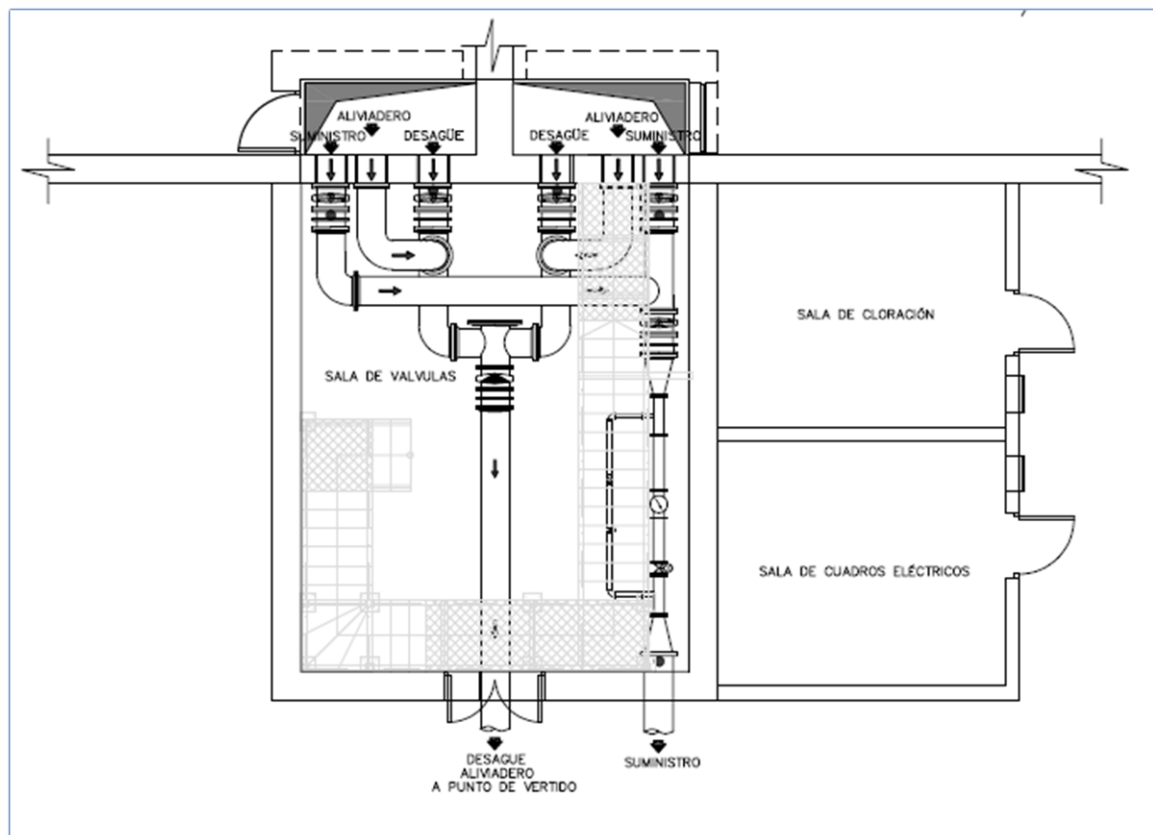 ALIVIADERO
ALIVIADERO
SUMINISTRO
DESAGÜE
DESAGÜE
SUMINISTRO
SALA DE CLORACIÓN
SALA DE VALVULAS
SALA DE CUADROS ELÉCTRICOS
DESAGUE
ALIVIADERO
A PUNTO DE VERTIDO
SUMINISTRO